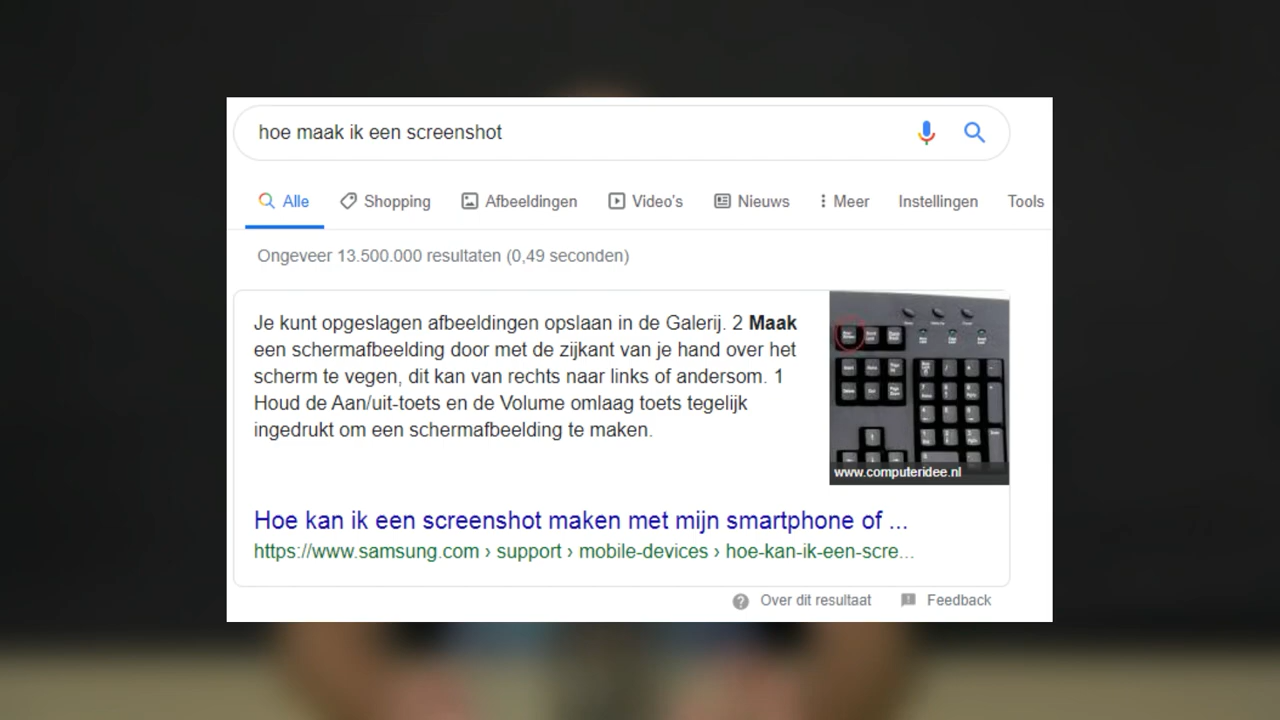 hoe maak ik een screenshot
Alle Shopping Afbeeldingen Video's Nieuws Meer Instellingen Tools
Ongeveer 13.500.000 resultaten (0,49 seconden)
Je kunt opgeslagen afbeeldingen opslaan in de Galerij. 2 Maak
een schermafbeelding door met de zijkant van je hand over het
scherm te vegen, dit kan van rechts naar links of andersom. 1
Houd de Aan/uit-toets en de Volume omlaag toets tegelijk
ingedrukt om een schermafbeelding te maken.
www.computeridee.nl
Hoe kan ik een screenshot maken met mijn smartphone of ...
https://www.samsung.com › support › mobile-devices › hoe-kan-ik-een-scre...
Over dit resultaat Feedback